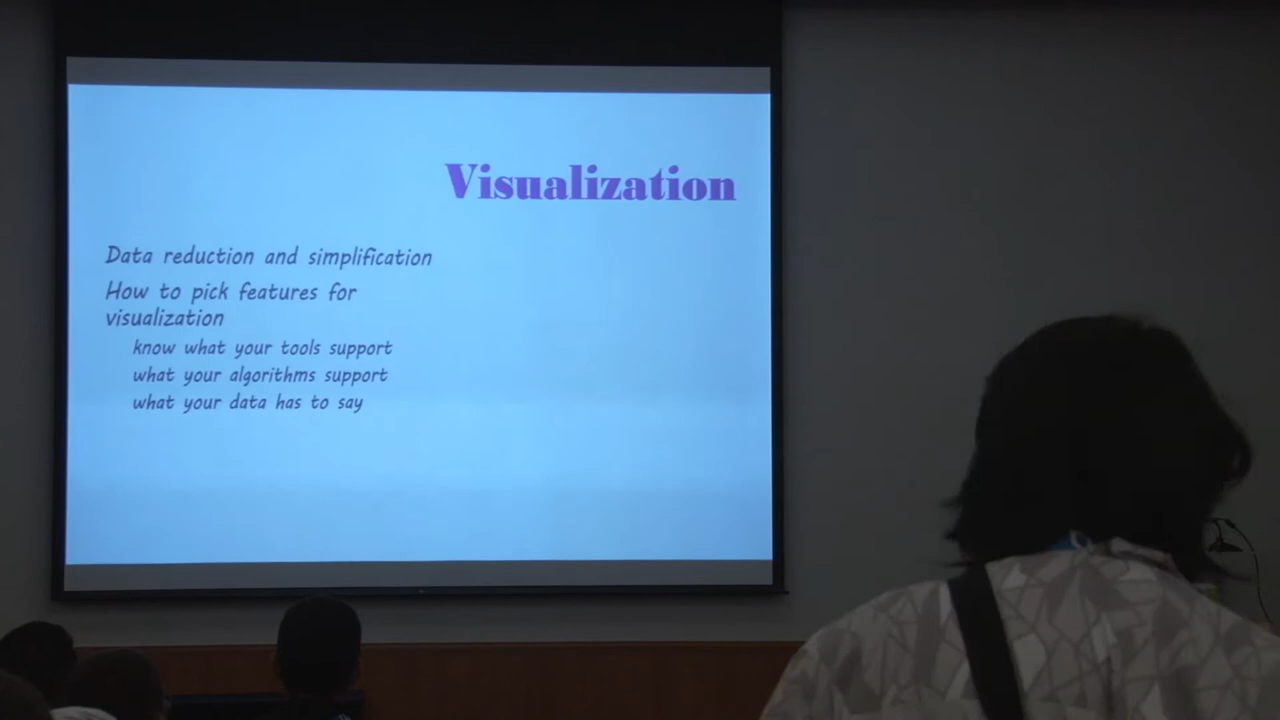 Visualization
Data reduction and simplification
How to pick features for
visualization
know what your tools support
what your algorithms support
what your data has to say